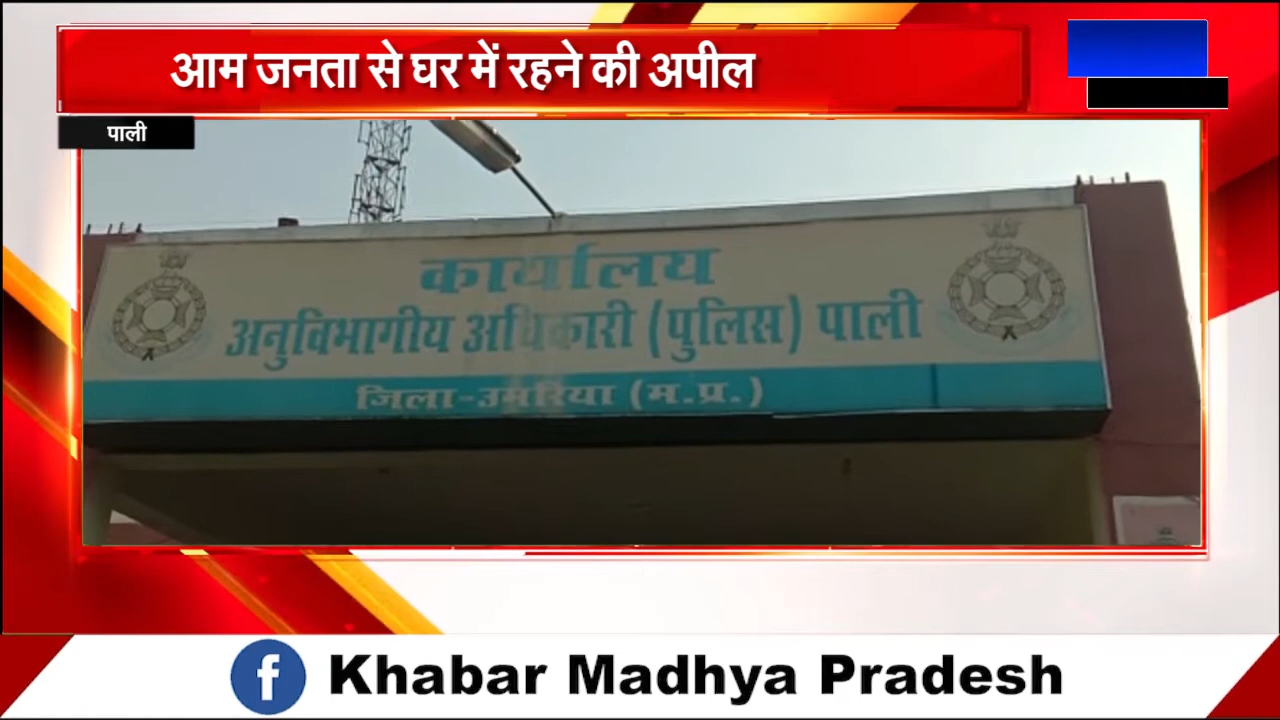 आम जनता से घर में रहने की अपील
पाली
कार्यालय
अनुविभागीय अधिकारी (पुलिस) पाली
जिला-उमरिया (म.प्र.)
f Khabar Madhya Pradesh